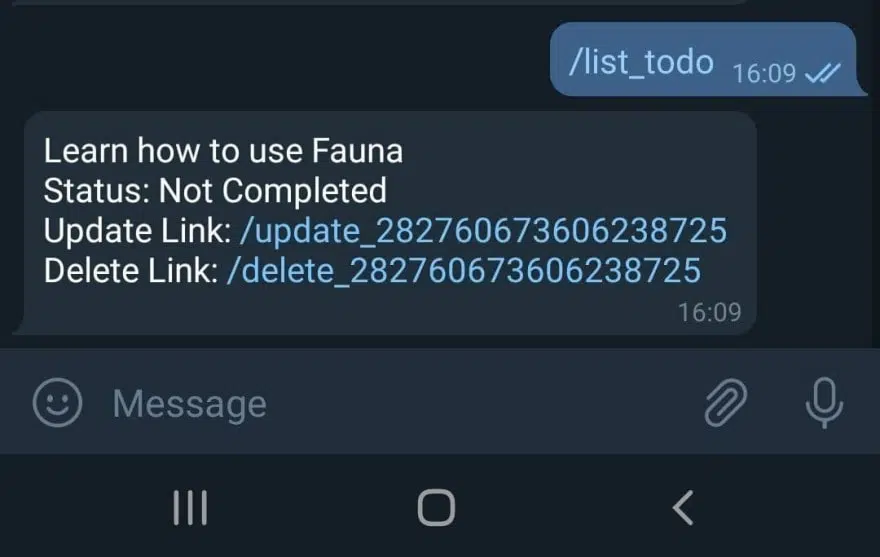 /list_todo 16:09
Learn how to use Fauna
Status: Not Completed
Update Link: /update_282760673606238725
Delete Link: /delete_282760673606238725
16:09
Message